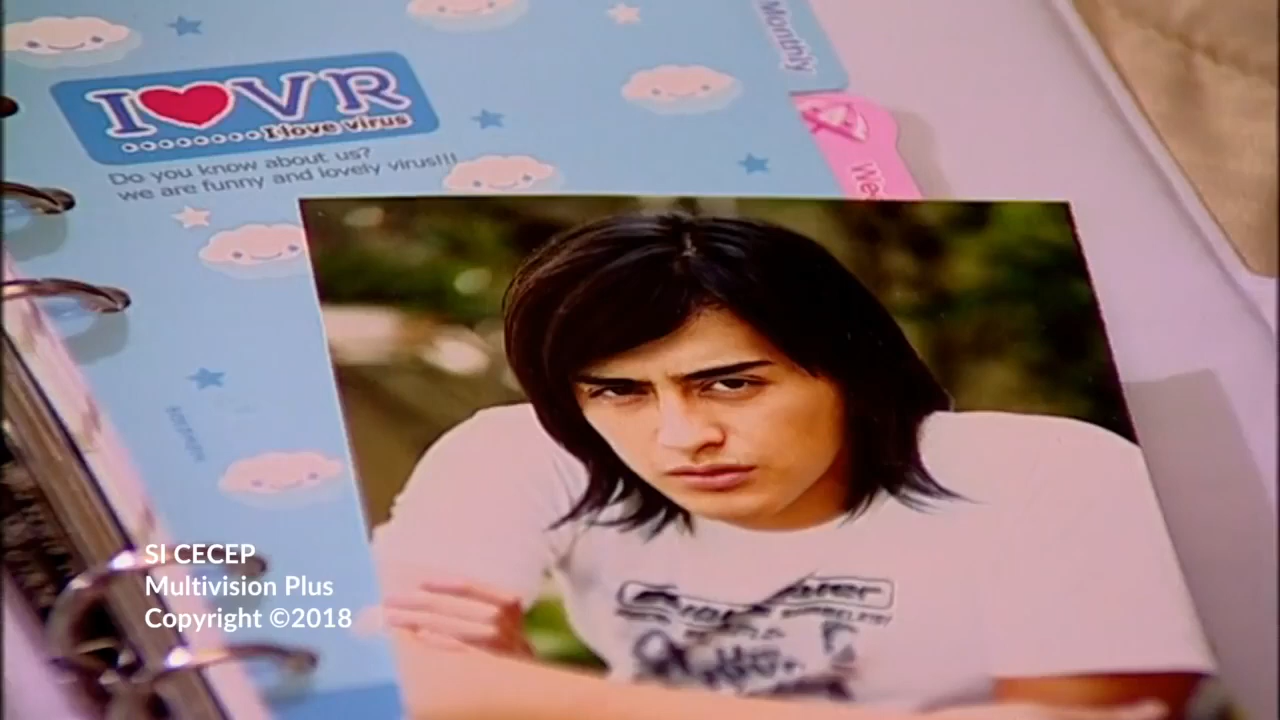 Monthly
I ❤ VR
I love virus
Do you know about us?
we are funny and lovely virus!!!
We
SI CECEP
Multivision Plus
Copyright ©2018